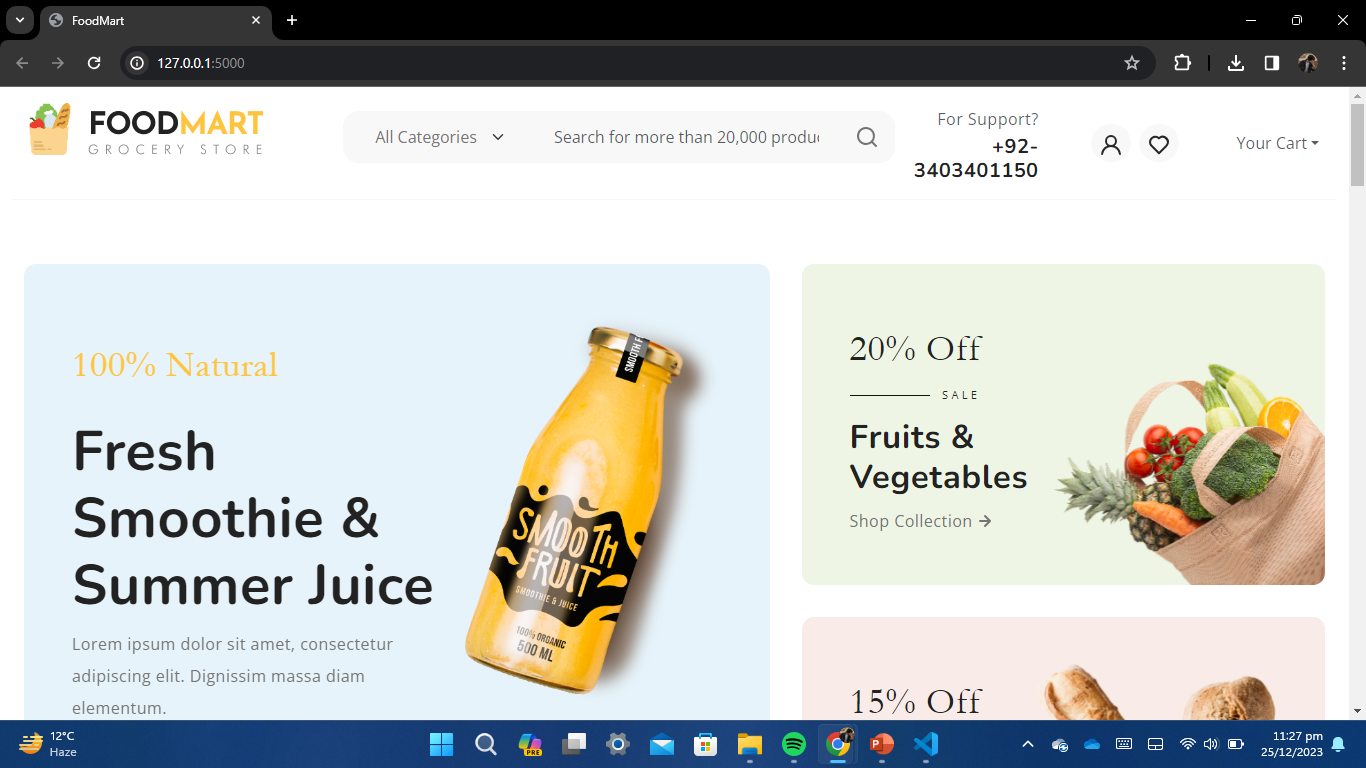 FoodMart
127.0.0.1:5000
FOODMART
GROCERY STORE
All Categories
Search for more than 20,000 produ
For Support?
+92-
3403401150
Your Cart
100% Natural
Fresh
Smoothie &
Summer Juice
Lorem ipsum dolor sit amet, consectetur
adipiscing elit. Dignissim massa diam
elementum.
SMOOTH F
SMOOTH
FRUIT
SMOOTHIE & JUICE
100% ORGANIC
500 ML
20% Off
SALE
Fruits &
Vegetables
Shop Collection →
15% Off
12°C
Haze
PRE
11:27 pm
25/12/2023